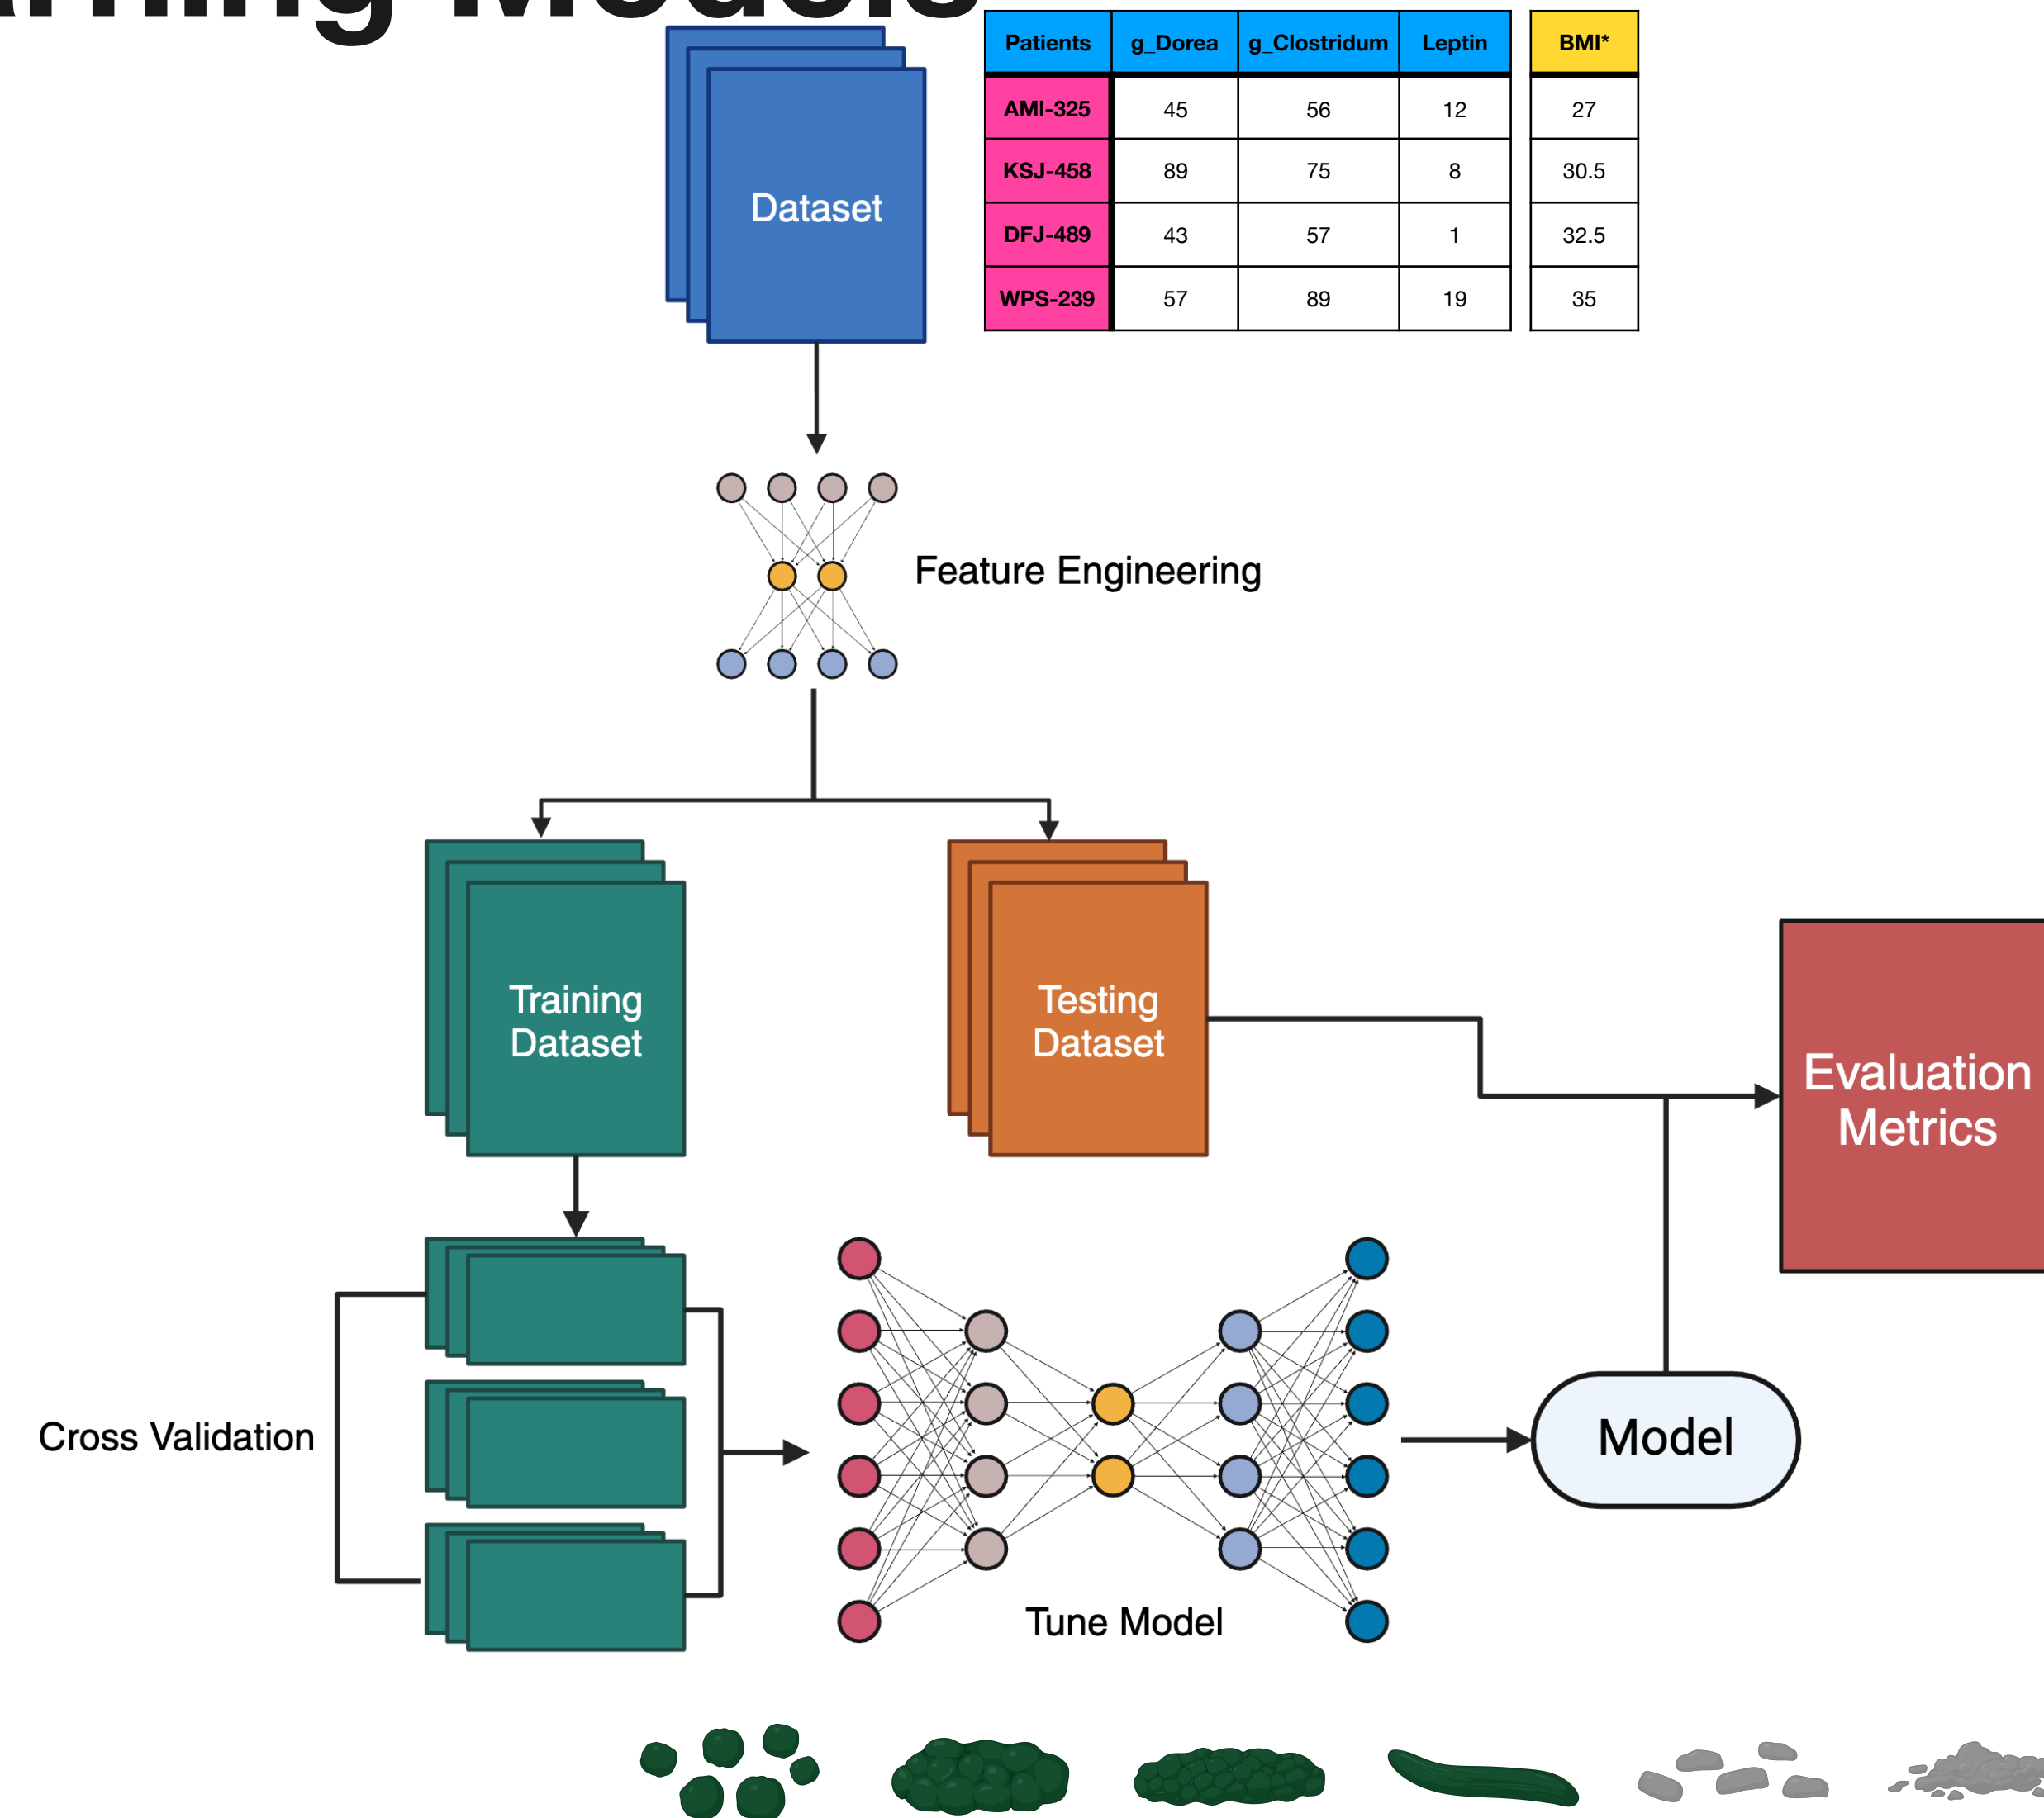 Models
Patients g_Dorea g_Clostridum Leptin BMI*
AMI-325 45 56 12 27
KSJ-458 89 75 8 30.5
DFJ-489 43 57 1 32.5
WPS-239 57 89 19 35
Dataset
Feature Engineering
Training
Dataset
Testing
Dataset
Evaluation
Metrics
Cross Validation
Model
Tune Model